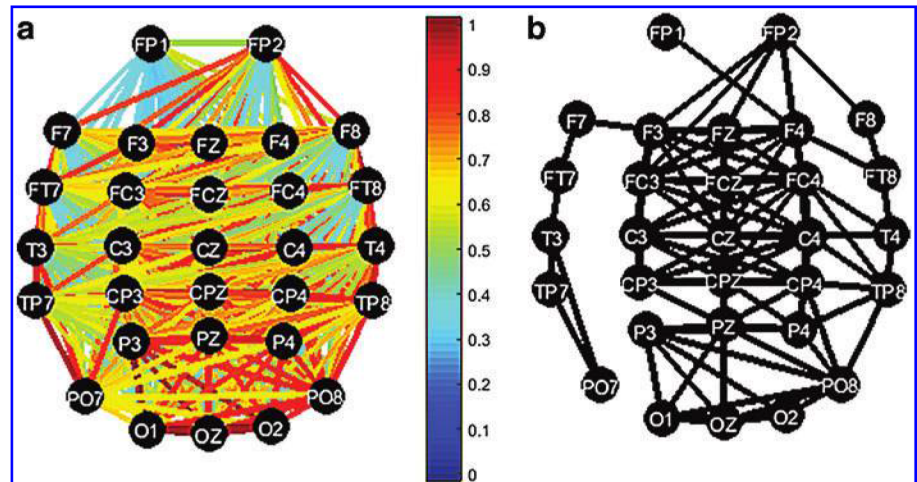 a
FP1 FP2
F7 F3 FZ F4 F8
FT7 FC3 FCZ FC4 FT8
T3 C3 CZ C4 T4
TP7 CP3 CPZ CP4 TP8
P3 PZ P4
PO7 PO8
O1 OZ O2
1
0.9
0.8
0.7
0.6
0.5
0.4
0.3
0.2
0.1
0
b
FP1 FP2
F7 F3 FZ F4 F8
FT7 FC3 FCZ FC4 FT8
T3 C3 CZ C4 T4
TP7 CP3 CPZ CP4 TP8
P3 PZ P4
PO7 PO8
O1 OZ O2